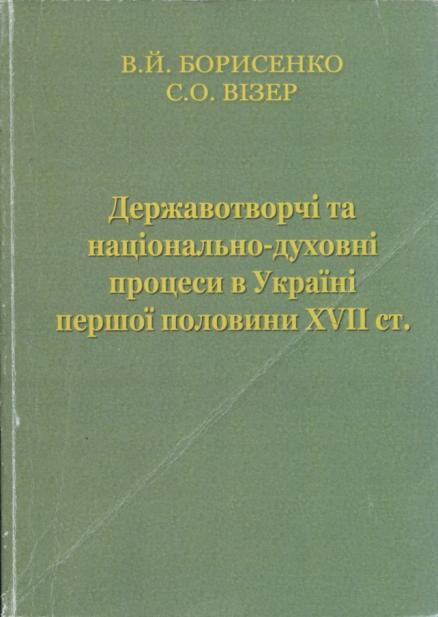 В.Й. БОРИСЕНКО
С.О. ВІЗЕР
Державотворчі та
національно-духовні
процеси в Україні
першої половини XVII ст.